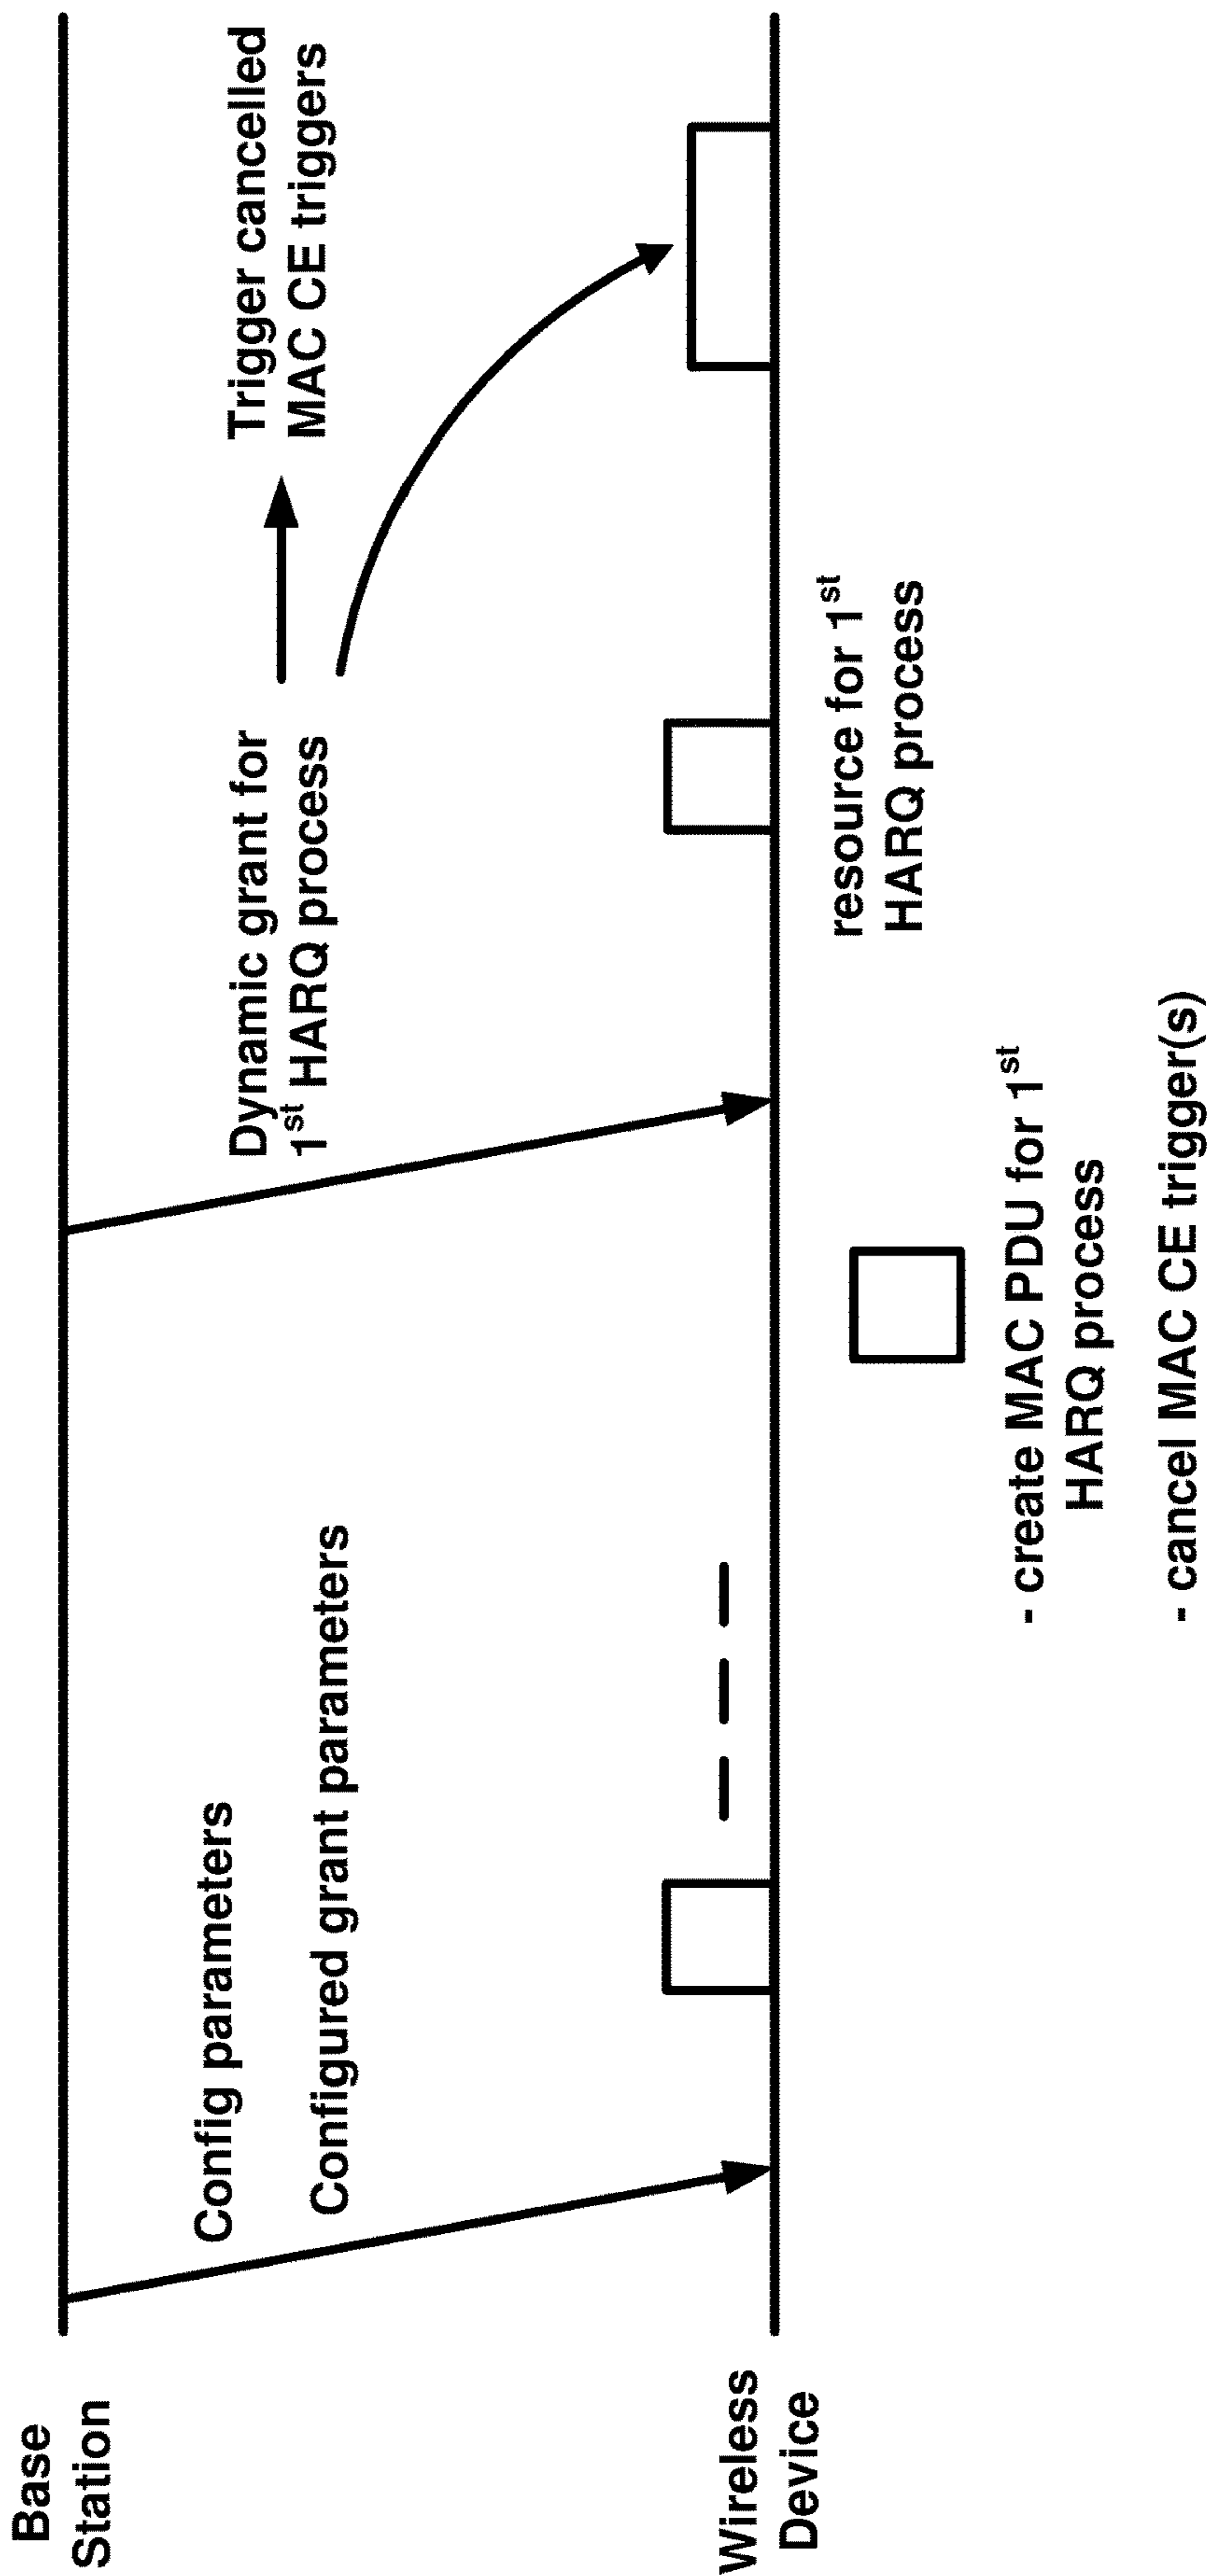 Base
Station
Config parameters
Configured grant parameters
Dynamic grant for
1st HARQ process
Trigger cancelled
MAC CE triggers
Wireless
Device
resource for 1st
HARQ process
- create MAC PDU for 1st
HARQ process
- cancel MAC CE trigger(s)